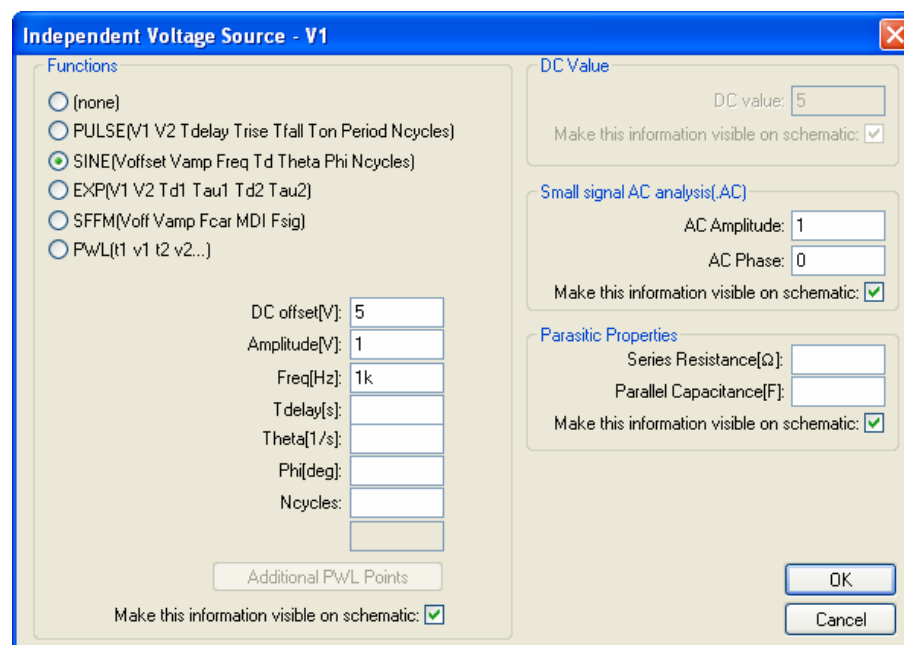 Independent Voltage Source - V1
Functions
(none)
PULSE(V1 V2 Tdelay Trise Tfall Ton Period Ncycles)
SINE(Voffset Vamp Freq Td Theta Phi Ncycles)
EXP(V1 V2 Td1 Tau1 Td2 Tau2)
SFFM(Voff Vamp Fcar MDI Fsig)
PWL(t1 v1 t2 v2...)
DC offset[V]: 5
Amplitude[V]: 1
Freq[Hz]: 1k
Tdelay[s]:
Theta[1/s]:
Phi[deg]:
Ncycles:
Additional PWL Points
Make this information visible on schematic:
DC Value
DC value: 5
Make this information visible on schematic:
Small signal AC analysis(.AC)
AC Amplitude: 1
AC Phase: 0
Make this information visible on schematic:
Parasitic Properties
Series Resistance[Ω]:
Parallel Capacitance[F]:
Make this information visible on schematic:
OK
Cancel